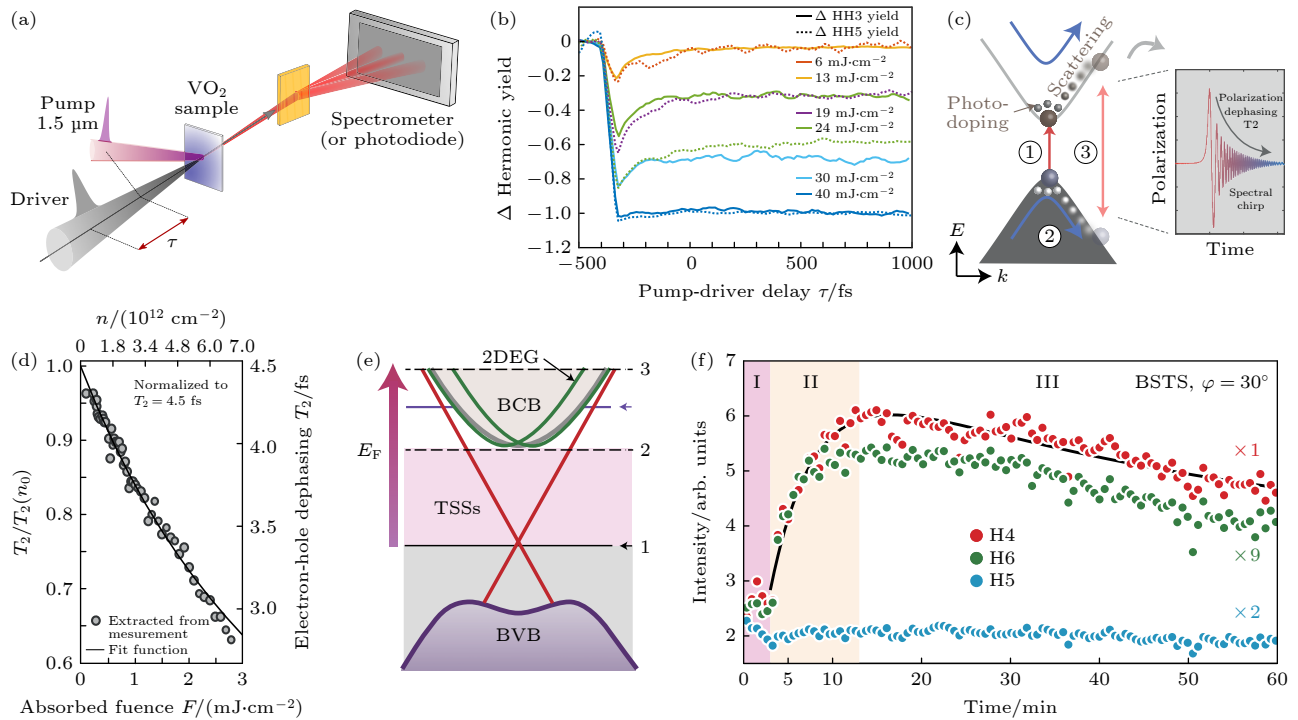 (a)
Pump
1.5 μm
VO2
sample
Spectrometer
(or photodiode)
Driver
τ
(b)
Δ HH3 yield
Δ HH5 yield
6 mJ·cm−2
13 mJ·cm−2
19 mJ·cm−2
24 mJ·cm−2
30 mJ·cm−2
40 mJ·cm−2
Δ Hermonic yield
0
−0.2
−0.4
−0.6
−0.8
−1.0
−1.2
−500
0
500
1000
Pump-driver delay τ/fs
(c)
Scattering
Photo-
doping
1
3
2
E
k
Polarization
Polarization
dephasing
T2
Spectral
chirp
Time
(d)
n/(10^12 cm−2)
0 1.8 3.4 4.8 6.0 7.0
Normalized to
T2 = 4.5 fs
T2/T2(n0)
1.0
0.9
0.8
0.7
0.6
4.5
4.0
3.5
3.0
Electron-hole dephasing T2/fs
Extracted from
mesurement
Fit function
0 1 2 3
Absorbed fuence F/(mJ·cm−2)
(e)
2DEG
3
BCB
EF
2
TSSs
1
BVB
(f)
7
6
5
4
3
2
I
II
III
BSTS, φ = 30°
×1
×9
×2
H4
H6
H5
Intensity/arb. units
0 5 10 20 30 40 50 60
Time/min